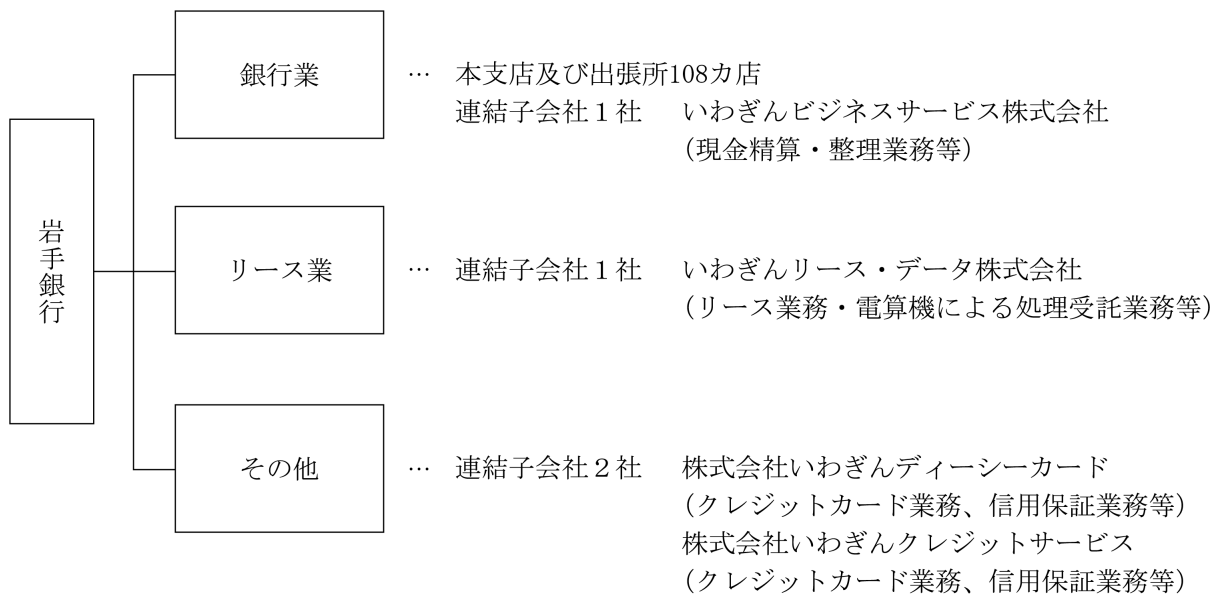 岩手銀行
銀行業
… 本支店及び出張所108カ店
連結子会社1社 いわぎんビジネスサービス株式会社
(現金精算・整理業務等)
リース業
… 連結子会社1社 いわぎんリース・データ株式会社
(リース業務・電算機による処理受託業務等)
その他
… 連結子会社2社 株式会社いわぎんディーシーカード
(クレジットカード業務、信用保証業務等)
株式会社いわぎんクレジットサービス
(クレジットカード業務、信用保証業務等)